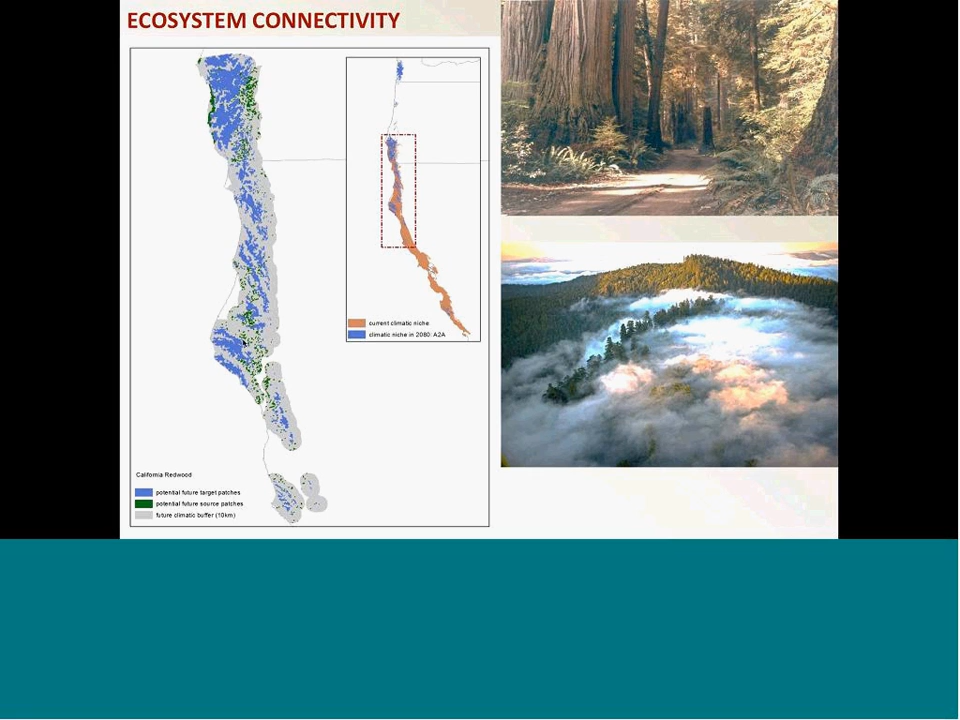 ECOSYSTEM CONNECTIVITY
current climatic niche
climatic niche in 2080: A2A
California Redwood
potential future target patches
potential future source patches
future climatic buffer (10km)